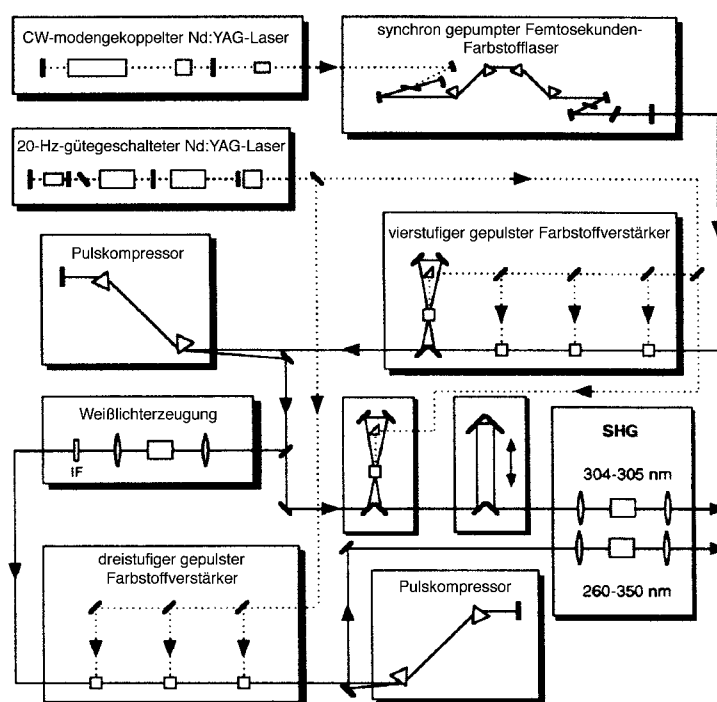 CW-modengekoppelter Nd:YAG-Laser
synchron gepumpter Femtosekunden-
Farbstofflaser
20-Hz-gütegeschalteter Nd:YAG-Laser
Pulskompressor
vierstufiger gepulster Farbstoffverstärker
Weißlichterzeugung
IF
SHG
304-305 nm
260-350 nm
dreistufiger gepulster
Farbstoffverstärker
Pulskompressor